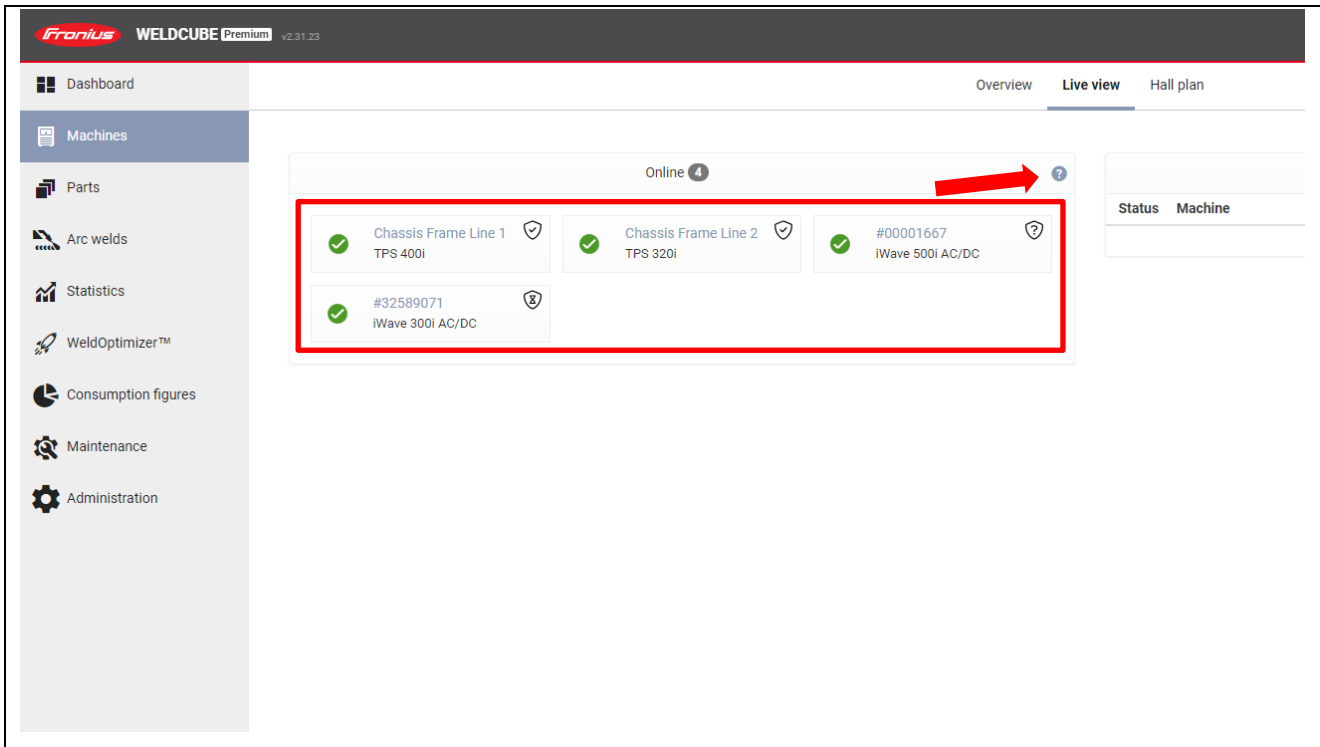 Fronius WELDCUBE Premium v2.31.23
Dashboard
Machines
Parts
Arc welds
Statistics
WeldOptimizer™
Consumption figures
Maintenance
Administration
Overview Live view Hall plan
Online 4 ?
Chassis Frame Line 1
TPS 400i
Chassis Frame Line 2
TPS 320i
#00001667 ?
iWave 500i AC/DC
#32589071
iWave 300i AC/DC
Status Machine